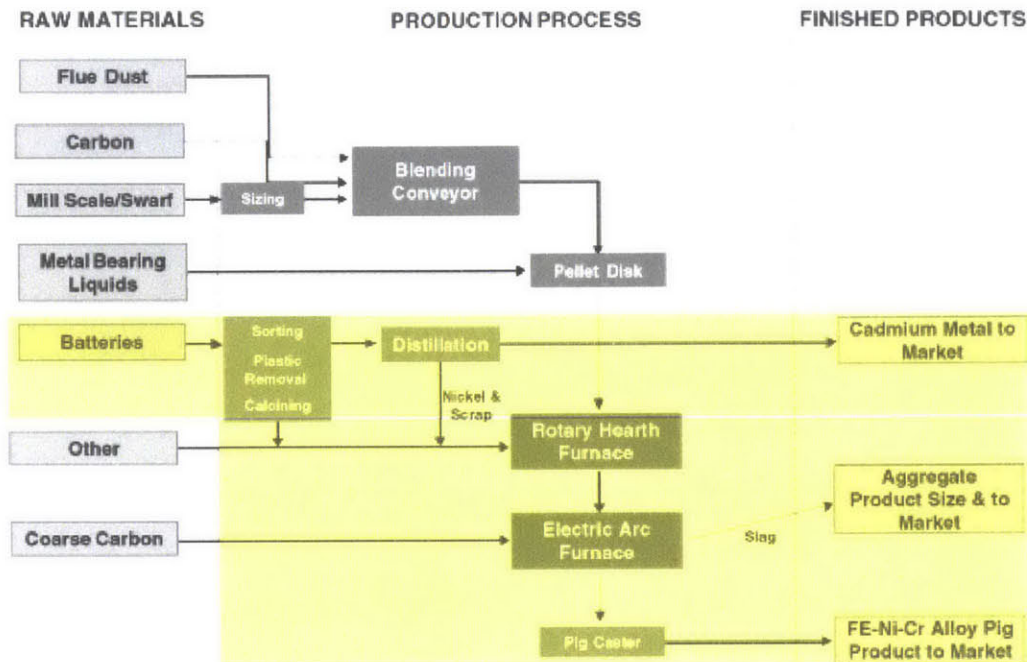 RAW MATERIALS
PRODUCTION PROCESS
FINISHED PRODUCTS
Flue Dust
Carbon
Mill Scale/Swarf
Sizing
Blending
Conveyor
Metal Bearing
Liquids
Pellet Disk
Batteries
Sorting
Plastic
Removal
Calcining
Distillation
Cadmium Metal to
Market
Nickel &
Scrap
Other
Rotary Hearth
Furnace
Aggregate
Product Size & to
Market
Coarse Carbon
Electric Arc
Furnace
Slag
Pig Caster
FE-Ni-Cr Alloy Pig
Product to Market